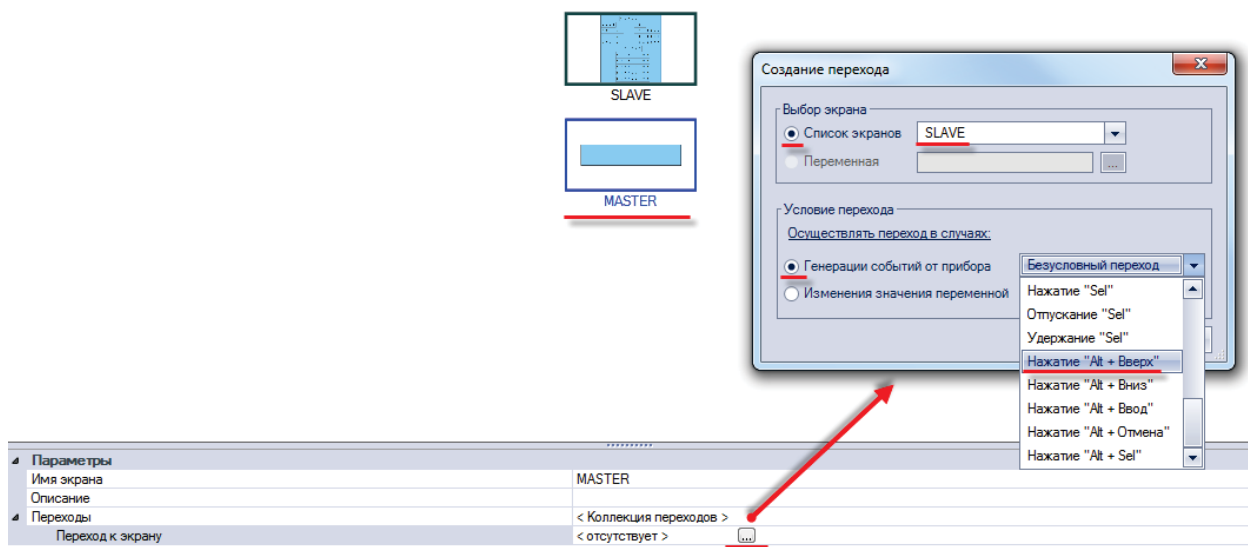 SLAVE
MASTER
Создание перехода
Выбор экрана
Список экранов SLAVE
Переменная ...
Условие перехода
Осуществлять переход в случаях:
Генерации событий от прибора Безусловный переход
Изменения значения переменной
Нажатие "Sel"
Отпускание "Sel"
Удержание "Sel"
Нажатие "Alt + Вверх"
Нажатие "Alt + Вниз"
Нажатие "Alt + Ввод"
Нажатие "Alt + Отмена"
Нажатие "Alt + Sel"
Параметры
Имя экрана MASTER
Описание
Переходы < Коллекция переходов >
Переход к экрану < отсутствует > ...